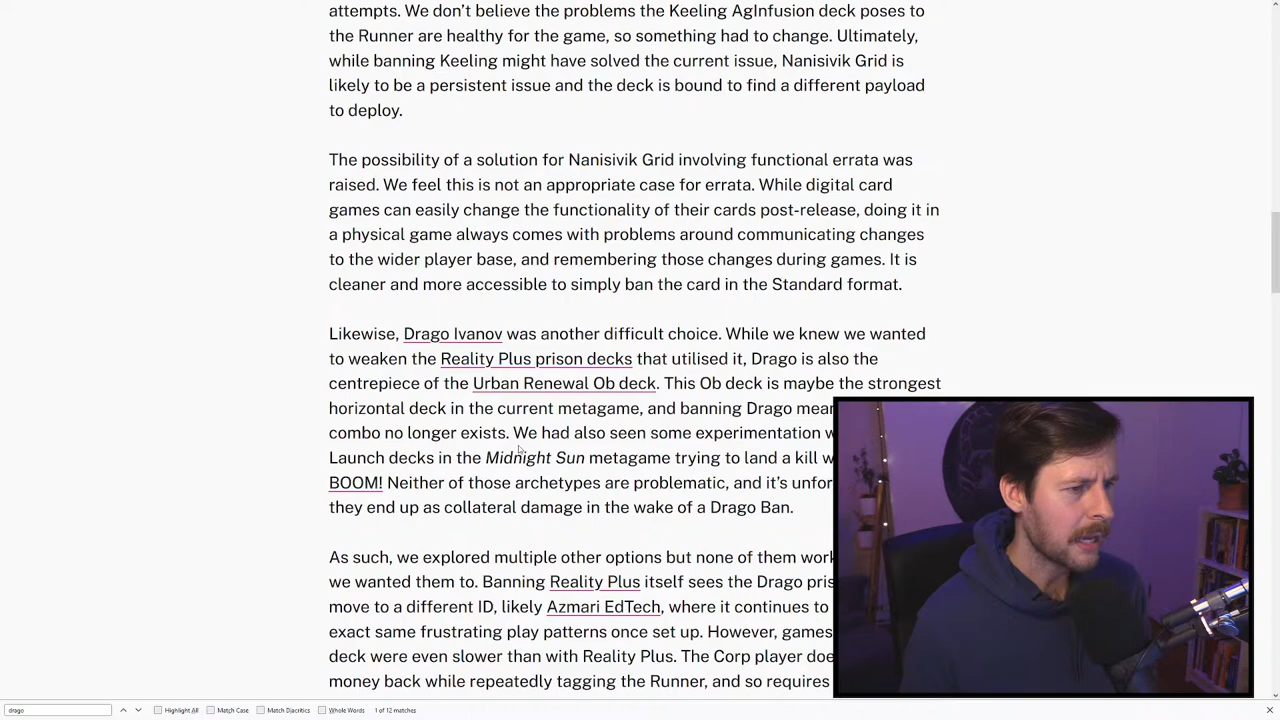 attempts. We don't believe the problems the Keeling AgInfusion deck poses to
the Runner are healthy for the game, so something had to change. Ultimately,
while banning Keeling might have solved the current issue, Nanisivik Grid is
likely to be a persistent issue and the deck is bound to find a different payload
to deploy.
The possibility of a solution for Nanisivik Grid involving functional errata was
raised. We feel this is not an appropriate case for errata. While digital card
games can easily change the functionality of their cards post-release, doing it in
a physical game always comes with problems around communicating changes
to the wider player base, and remembering those changes during games. It is
cleaner and more accessible to simply ban the card in the Standard format.
Likewise, Drago Ivanov was another difficult choice. While we knew we wanted
to weaken the Reality Plus prison decks that utilised it, Drago is also the
centrepiece of the Urban Renewal Ob deck. This Ob deck is maybe the strongest
horizontal deck in the current metagame, and banning Drago
combo no longer exists. We had also seen some experimentation
Launch decks in the Midnight Sun metagame trying to land a kill
BOOM! Neither of those archetypes are problematic, and it's
they end up as collateral damage in the wake of a Drago Ban.
As such, we explored multiple other options but none of them
we wanted them to. Banning Reality Plus itself sees the Drago
move to a different ID, likely Azmari EdTech, where it continues to
exact same frustrating play patterns once set up. However, games
deck were even slower than with Reality Plus. The Corp player
money back while repeatedly tagging the Runner, and so requires
drago Highlight All Match Case Match Diacritics Whole Words 1 of 12 matches